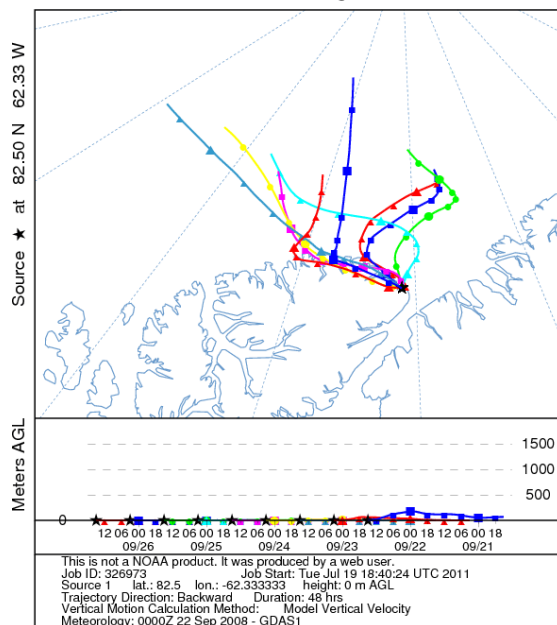 Source ★ at 82.50 N 62.33 W
Meters AGL
1500
1000
500
0
12 06 00 18 12 06 00 18 12 06 00 18 12 06 00 18 12 06 00 18 12 06 00 18
09/26 09/25 09/24 09/23 09/22 09/21
This is not a NOAA product. It was produced by a web user.
Job ID: 326973 Job Start: Tue Jul 19 18:40:24 UTC 2011
Source 1 lat.: 82.5 lon.: -62.333333 height: 0 m AGL
Trajectory Direction: Backward Duration: 48 hrs
Vertical Motion Calculation Method: Model Vertical Velocity
Meteorology: 0000Z 22 Sep 2008 - GDAS1